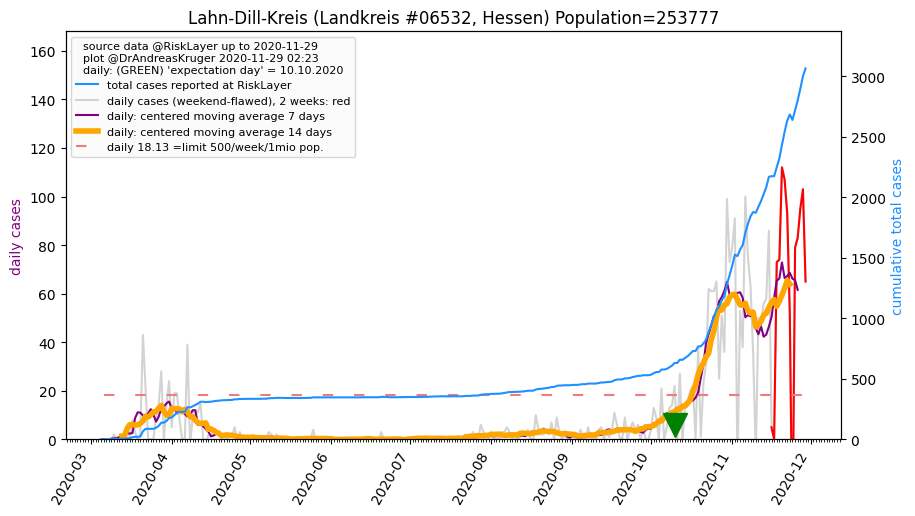 Lahn-Dill-Kreis (Landkreis #06532, Hessen) Population=253777
source data @RiskLayer up to 2020-11-29
plot @DrAndreasKruger 2020-11-29 02:23
daily: (GREEN) 'expectation day' = 10.10.2020
total cases reported at RiskLayer
daily cases (weekend-flawed), 2 weeks: red
daily: centered moving average 7 days
daily: centered moving average 14 days
daily 18.13 =limit 500/week/1mio pop.
daily cases
160
140
120
100
80
60
40
20
0
cumulative total cases
3000
2500
2000
1500
1000
500
0
2020-03
2020-04
2020-05
2020-06
2020-07
2020-08
2020-09
2020-10
2020-11
2020-12